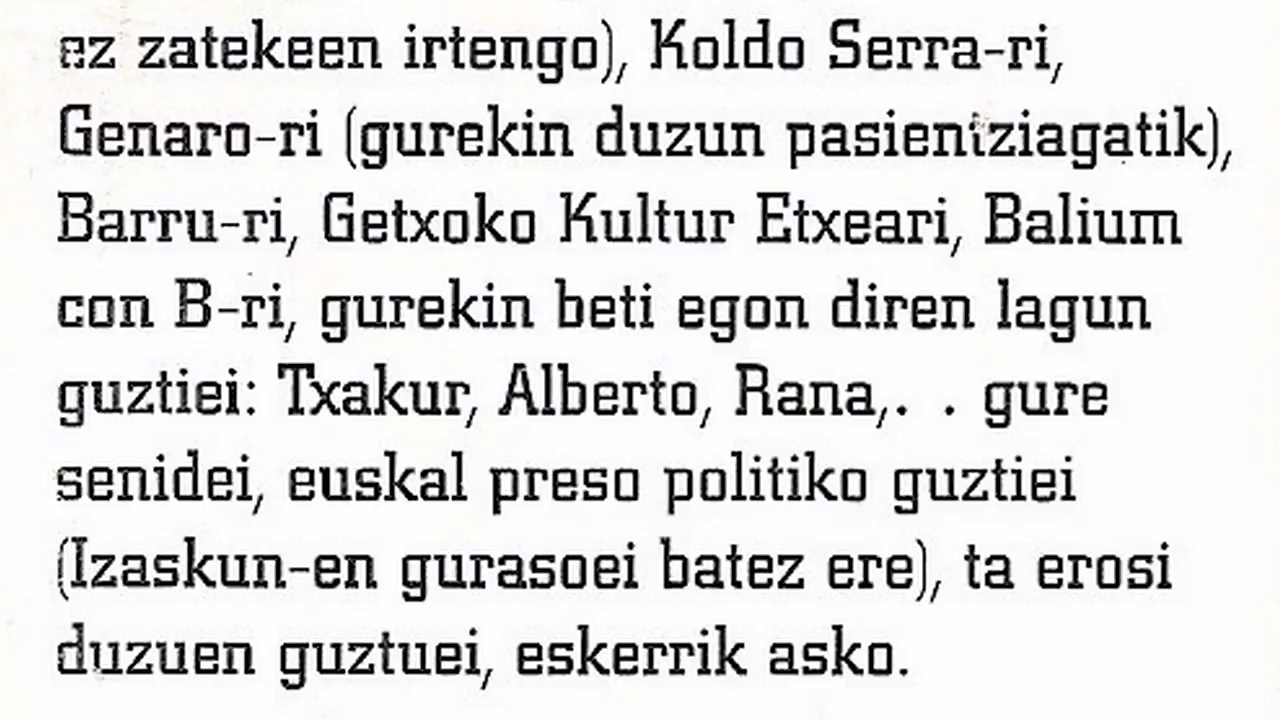 ez zatekeen irtengo), Koldo Serra-ri,
Genaro-ri (gurekin duzun pasientziagatik),
Barru-ri, Getxoko Kultur Etxeari, Balium
con B-ri, gurekin beti egon diren lagun
guztiei: Txakur, Alberto, Rana,. . gure
senidei, euskal preso politiko guztiei
(Izaskun-en gurasoei batez ere), ta erosi
duzuen guztuei, eskerrik asko.